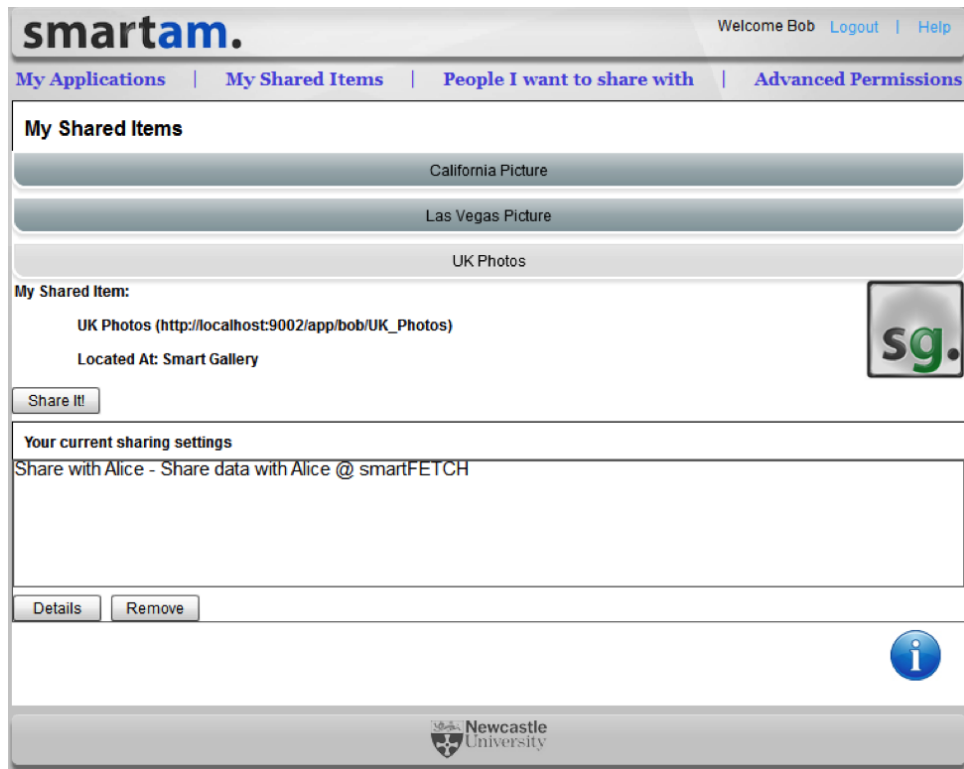 smartam.
Welcome Bob Logout | Help
My Applications | My Shared Items | People I want to share with | Advanced Permissions
My Shared Items
California Picture
Las Vegas Picture
UK Photos
My Shared Item:
UK Photos (http://localhost:9002/app/bob/UK_Photos)
Located At: Smart Gallery
sg.
Share It!
Your current sharing settings
Share with Alice - Share data with Alice @ smartFETCH
Details Remove
i
Newcastle
University